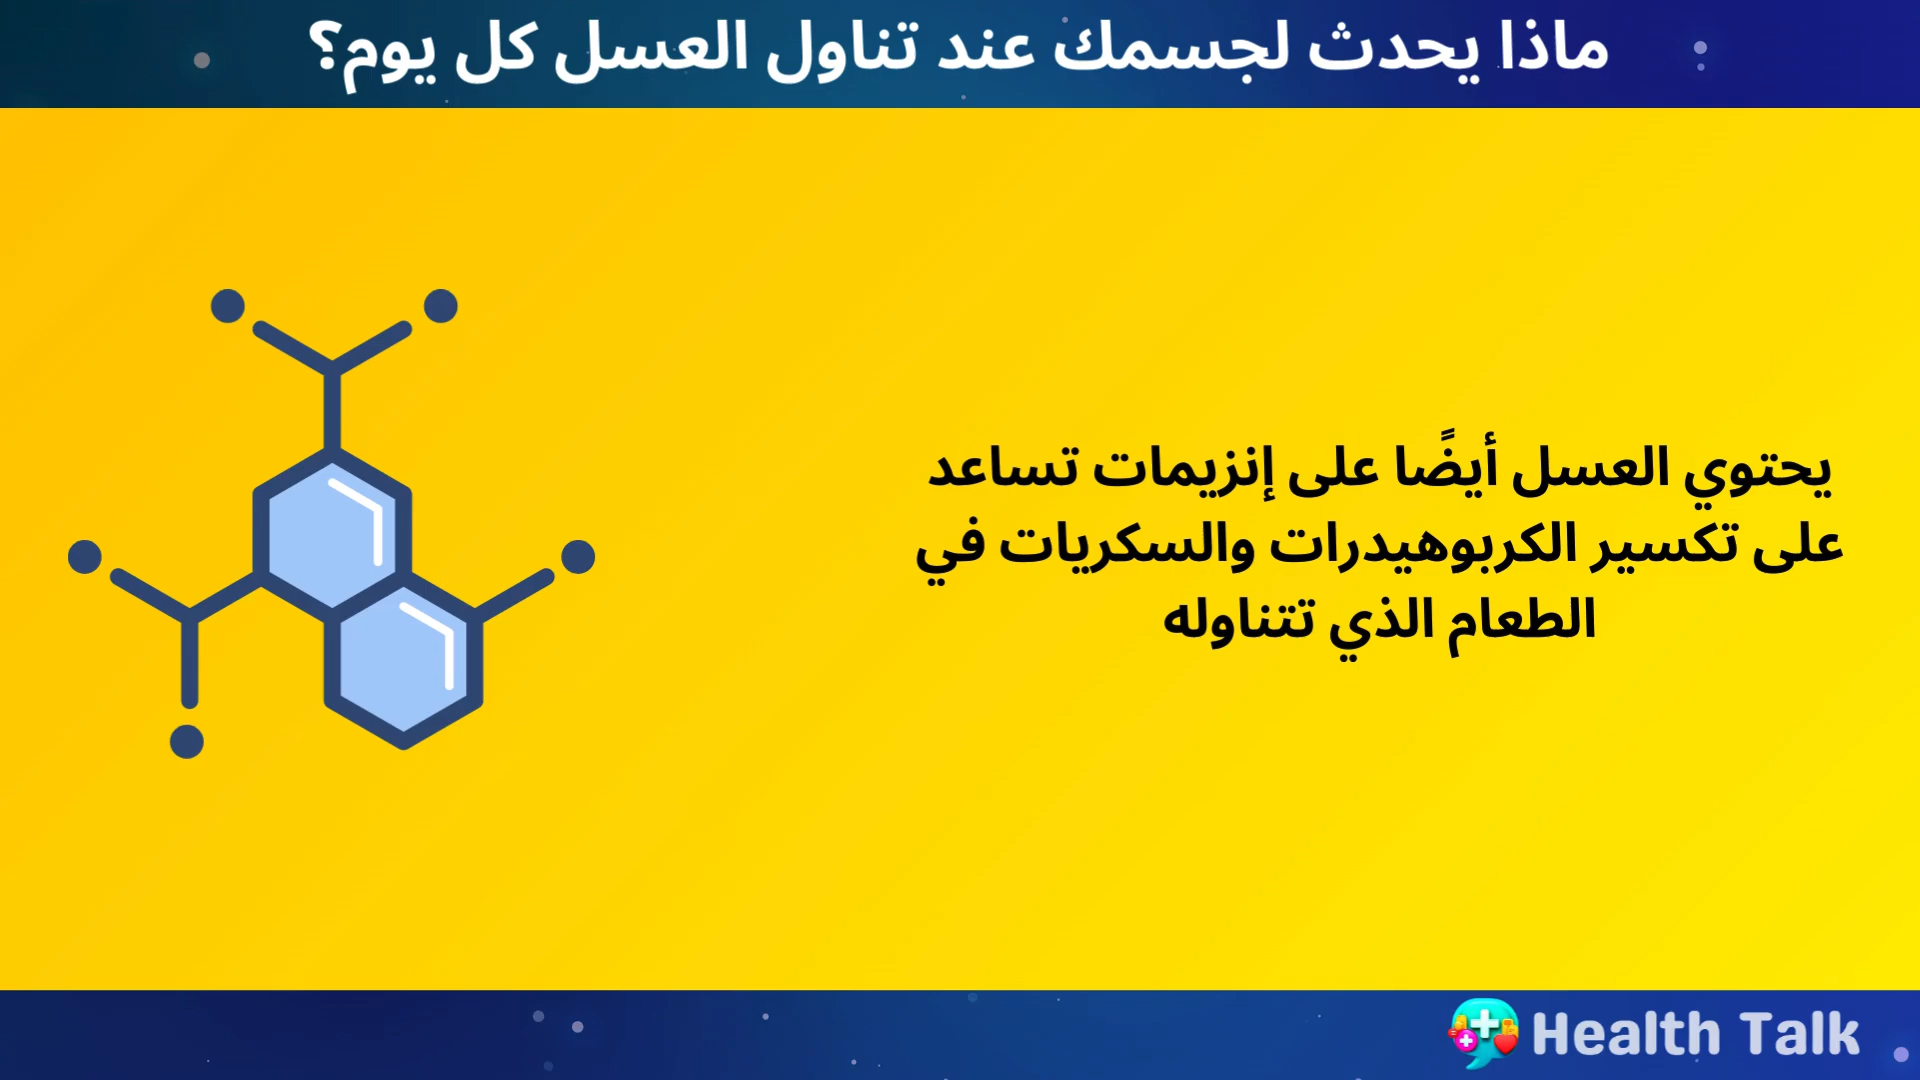 ماذا يحدث لجسمك عند تناول العسل كل يوم؟
يحتوي العسل أيضًا على إنزيمات تساعد
على تكسير الكربوهيدرات والسكريات في
الطعام الذي تتناوله
Health Talk